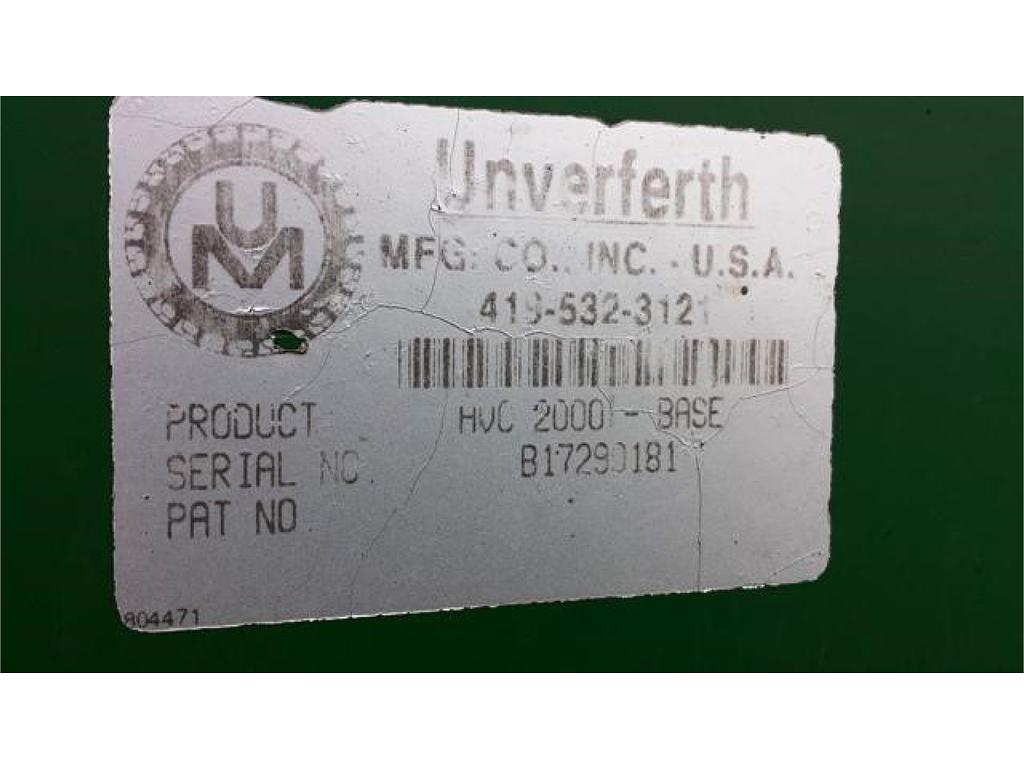 UM
Unverferth
MFG. CO., INC. - U.S.A.
419-532-3121
PRODUCT HVC 2000 - BASE
SERIAL NO. B17290181
PAT NO
804471